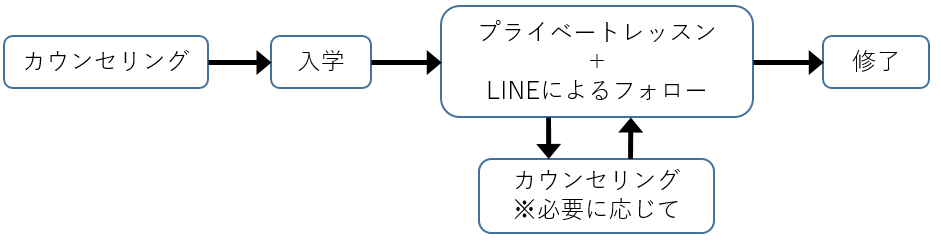 カウンセリング
入学
プライベートレッスン
+
LINEによるフォロー
修了
カウンセリング
※必要に応じて